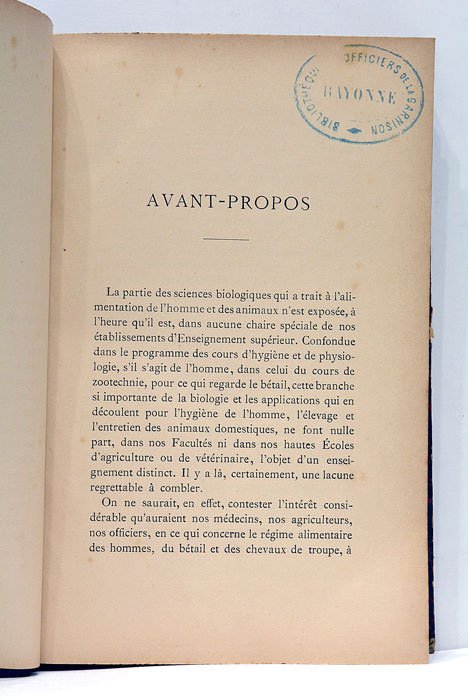 BIBLIOTHÈQUE OFFICIERS DE LA GARNISON
BAYONNE
AVANT-PROPOS
La partie des sciences biologiques qui a trait à l'ali-
mentation de l'homme et des animaux n'est exposée, à
l'heure qu'il est, dans aucune chaire spéciale de nos
établissements d'Enseignement supérieur. Confondue
dans le programme des cours d'hygiène et de physio-
logie, s'il s'agit de l'homme, dans celui du cours de
zootechnie, pour ce qui regarde le bétail, cette branche
si importante de la biologie et les applications qui en
découlent pour l'hygiène de l'homme, l'élevage et
l'entretien des animaux domestiques, ne font nulle
part, dans nos Facultés ni dans nos hautes Écoles
d'agriculture ou de vétérinaire, l'objet d'un ensei-
gnement distinct. Il y a là, certainement, une lacune
regrettable à combler.
On ne saurait, en effet, contester l'intérêt consi-
dérable qu'auraient nos médecins, nos agriculteurs,
nos officiers, en ce qui concerne le régime alimentaire
des hommes, du bétail et des chevaux de troupe, à